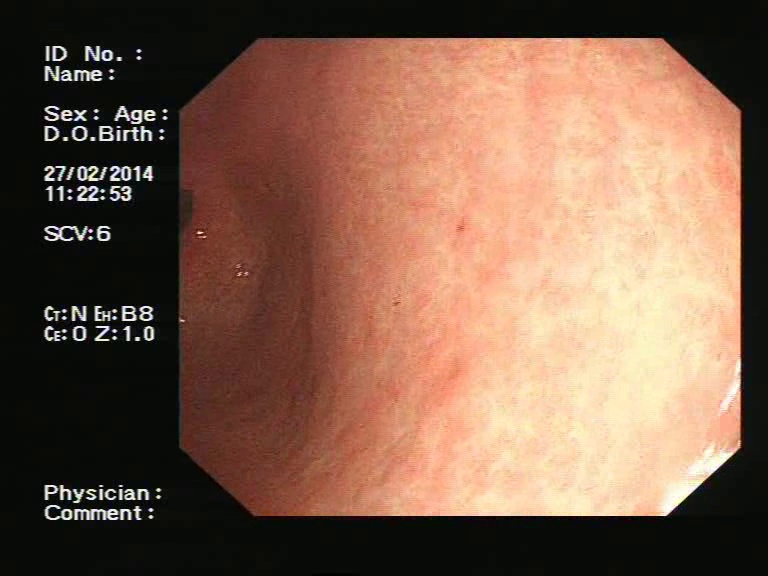 ID No. :
Name:
Sex: Age:
D.O.Birth:
27/02/2014
11:22:53
SCV:6
CT:N EH:B8
CE:0 Z:1.0
Physician:
Comment: